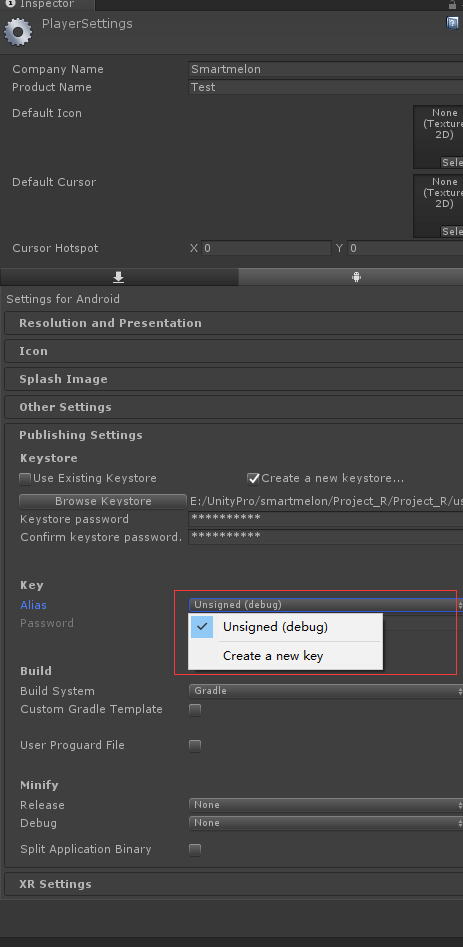 Inspector
PlayerSettings
Company Name Smartmelon
Product Name Test
Default Icon
None
(Texture
2D)
Sele
Default Cursor
None
(Texture
2D)
Sele
Cursor Hotspot X 0 Y 0
Settings for Android
Resolution and Presentation
Icon
Splash Image
Other Settings
Publishing Settings
Keystore
Use Existing Keystore Create a new keystore...
Browse Keystore E:/UnityPro/smartmelon/Project_R/Project_R/us
Keystore password **********
Confirm keystore password. **********
Key
Alias Unsigned (debug)
Password
Unsigned (debug)
Create a new key
Build
Build System Gradle
Custom Gradle Template
User Proguard File
Minify
Release None
Debug None
Split Application Binary
XR Settings